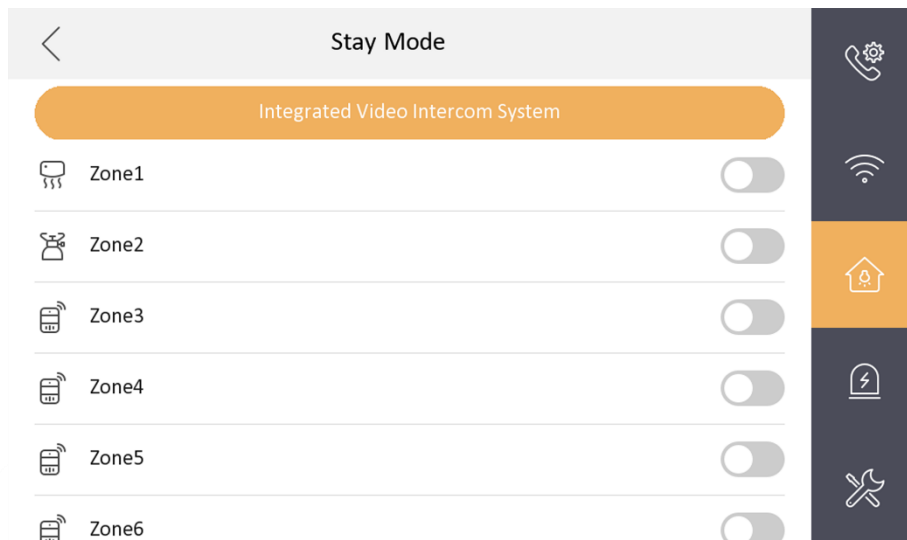 Stay Mode
Integrated Video Intercom System
Zone1
Zone2
Zone3
Zone4
Zone5
Zone6